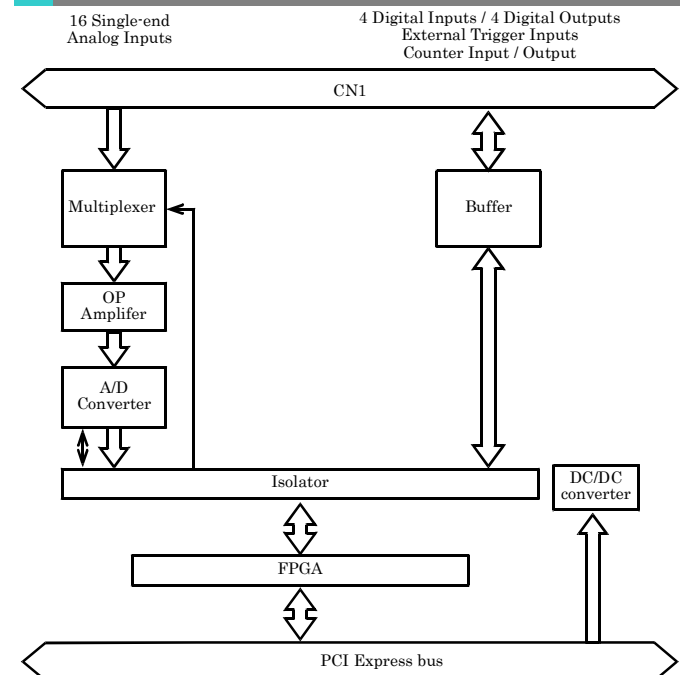 16 Single-end
Analog Inputs
4 Digital Inputs / 4 Digital Outputs
External Trigger Inputs
Counter Input / Output
CN1
Multiplexer
Buffer
OP
Amplifer
A/D
Converter
Isolator
DC/DC
converter
FPGA
PCI Express bus